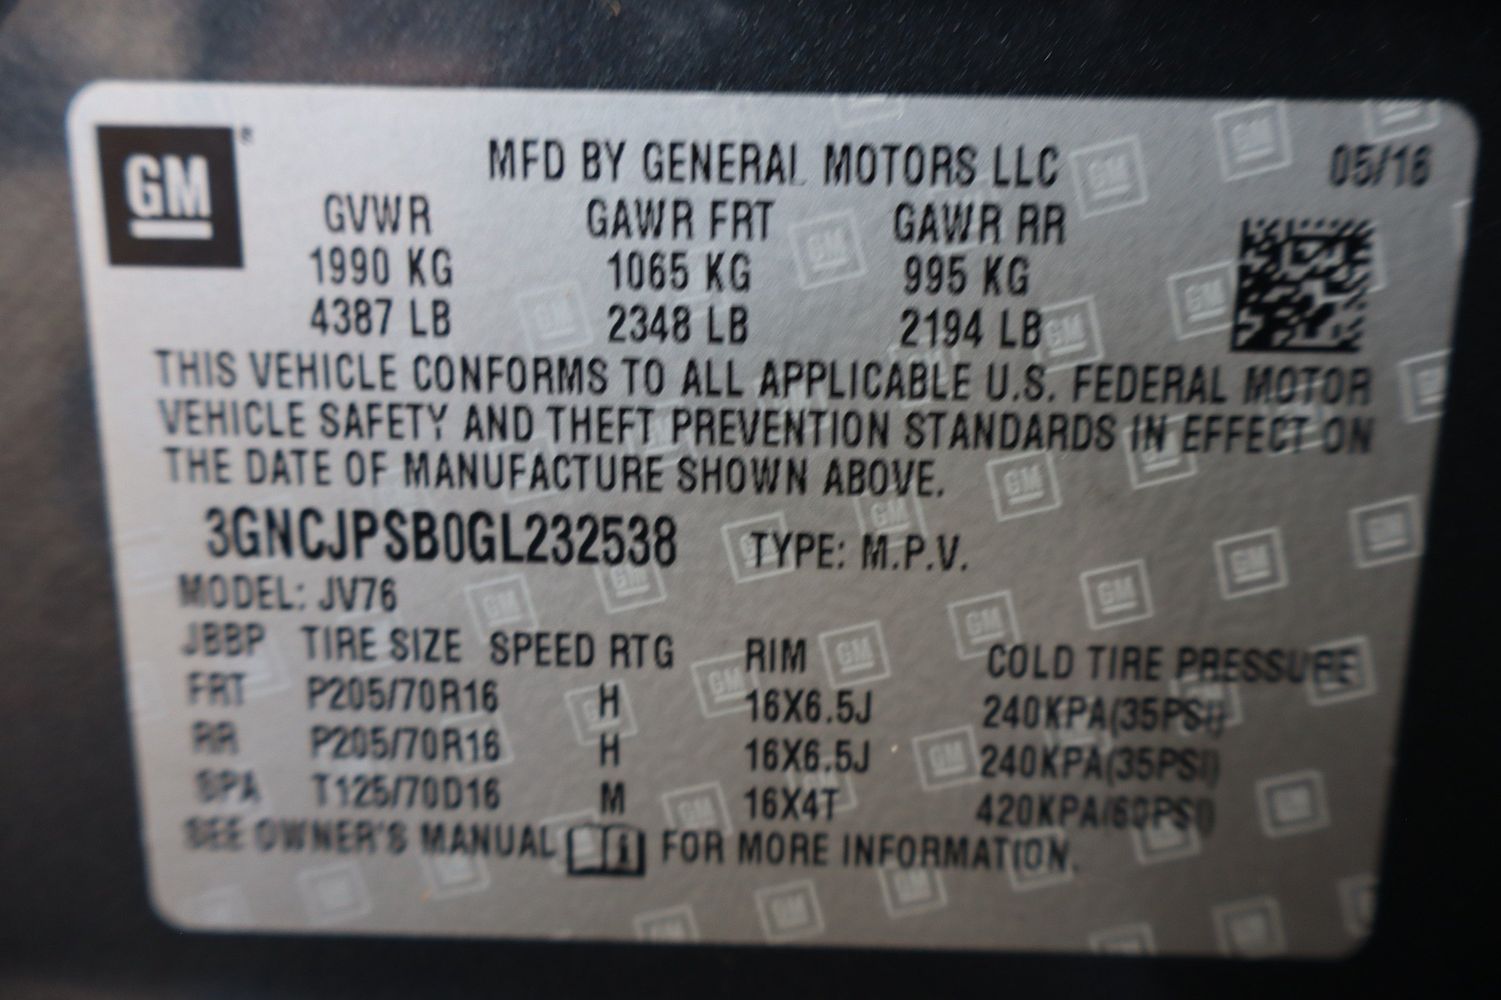 GM
MFD BY GENERAL MOTORS LLC 05/16
GVWR GAWR FRT GAWR RR
1990 KG 1065 KG 995 KG
4387 LB 2348 LB 2194 LB
THIS VEHICLE CONFORMS TO ALL APPLICABLE U.S. FEDERAL MOTOR
VEHICLE SAFETY AND THEFT PREVENTION STANDARDS IN EFFECT ON
THE DATE OF MANUFACTURE SHOWN ABOVE.
3GNCJPSB0GL232538 TYPE: M.P.V.
MODEL: JV76
JBBP TIRE SIZE SPEED RTG RIM COLD TIRE PRESSURE
FRT P205/70R16 H 16X6.5J 240KPA(35PSI)
RR P205/70R16 H 16X6.5J 240KPA(35PSI)
SPA T125/70D16 M 16X4T 420KPA(60PSI)
SEE OWNER'S MANUAL FOR MORE INFORMATION.